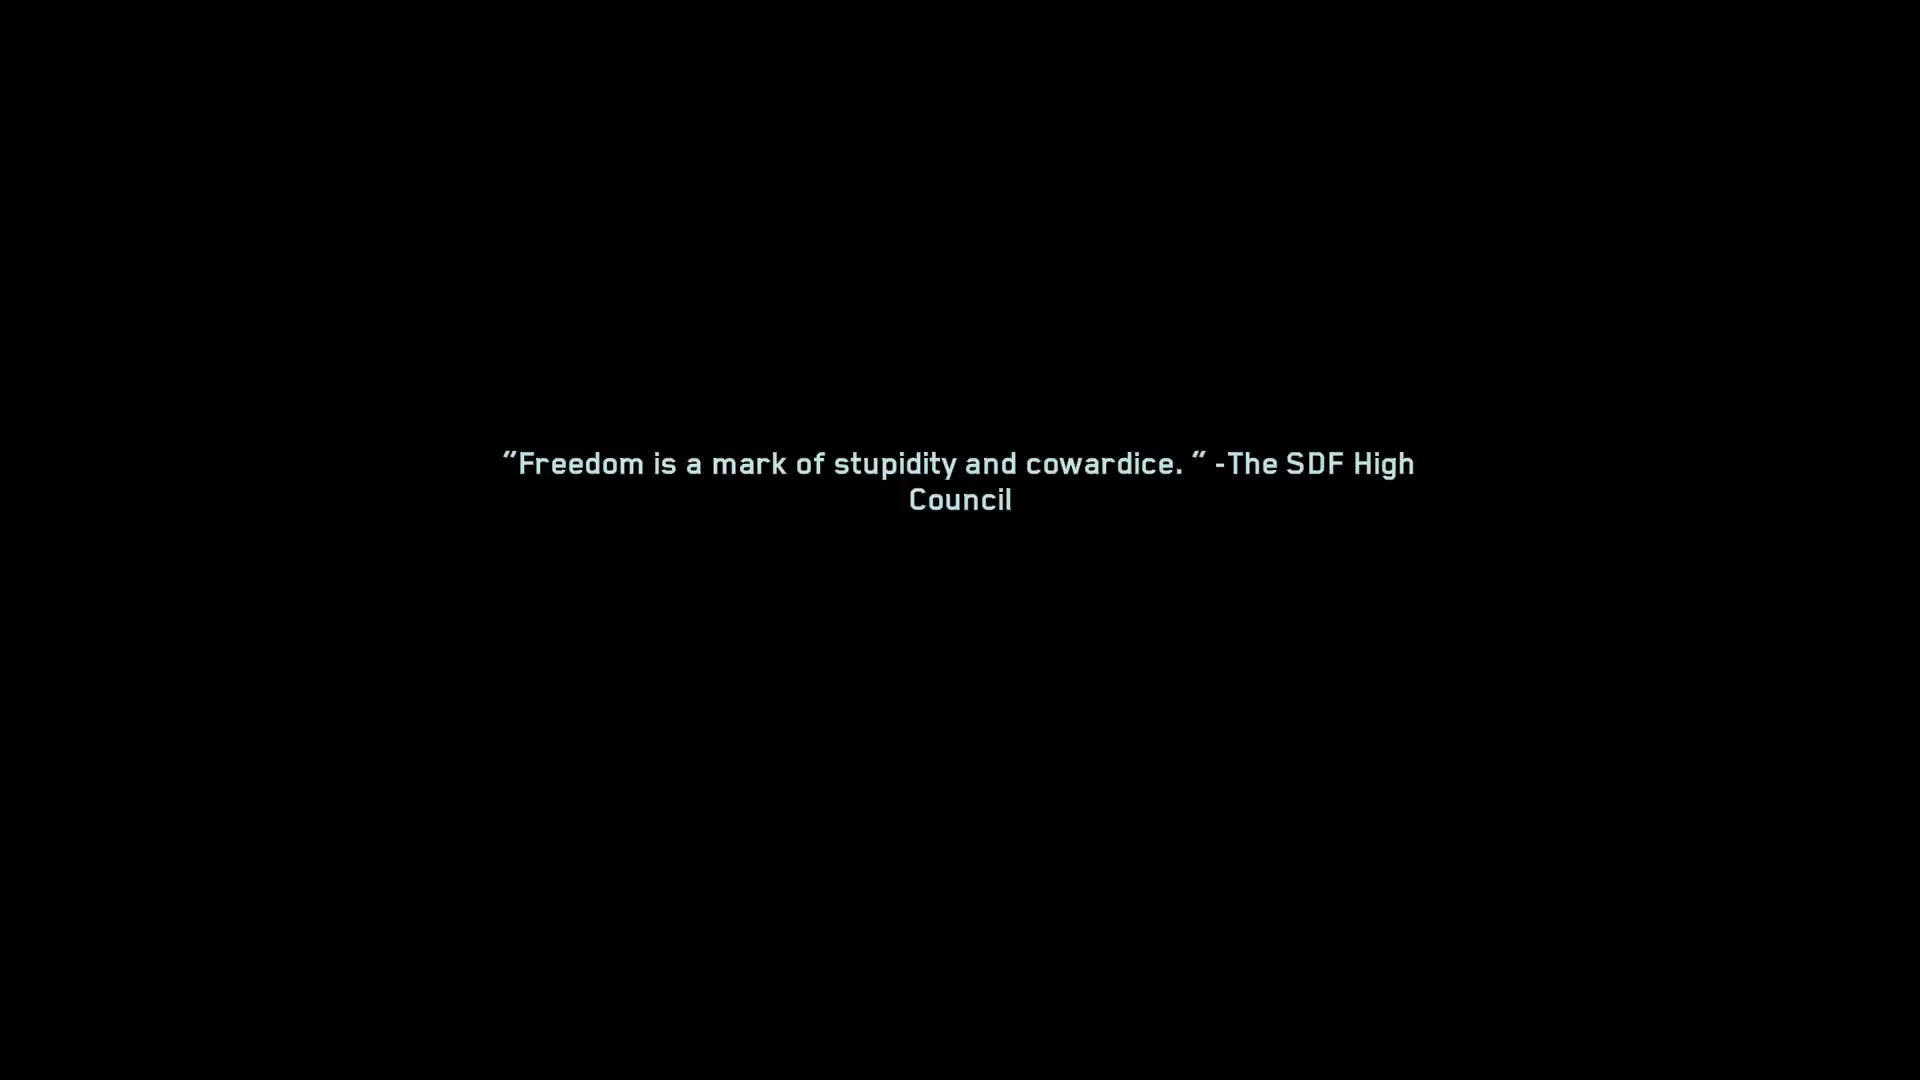 "Freedom is a mark of stupidity and cowardice. " -The SDF High
Council